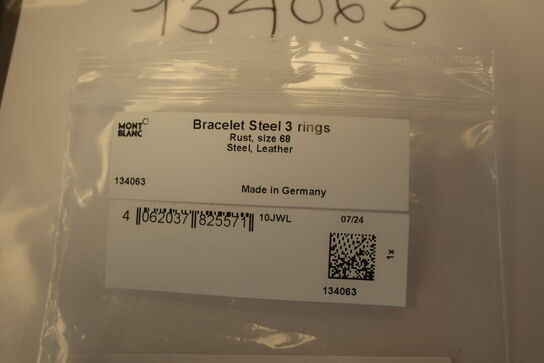 134063
MONT
BLANC
Bracelet Steel 3 rings
Rust, size 68
Steel, Leather
134063
Made in Germany
4 062037 825571
10JWL
07/24
1x
134063